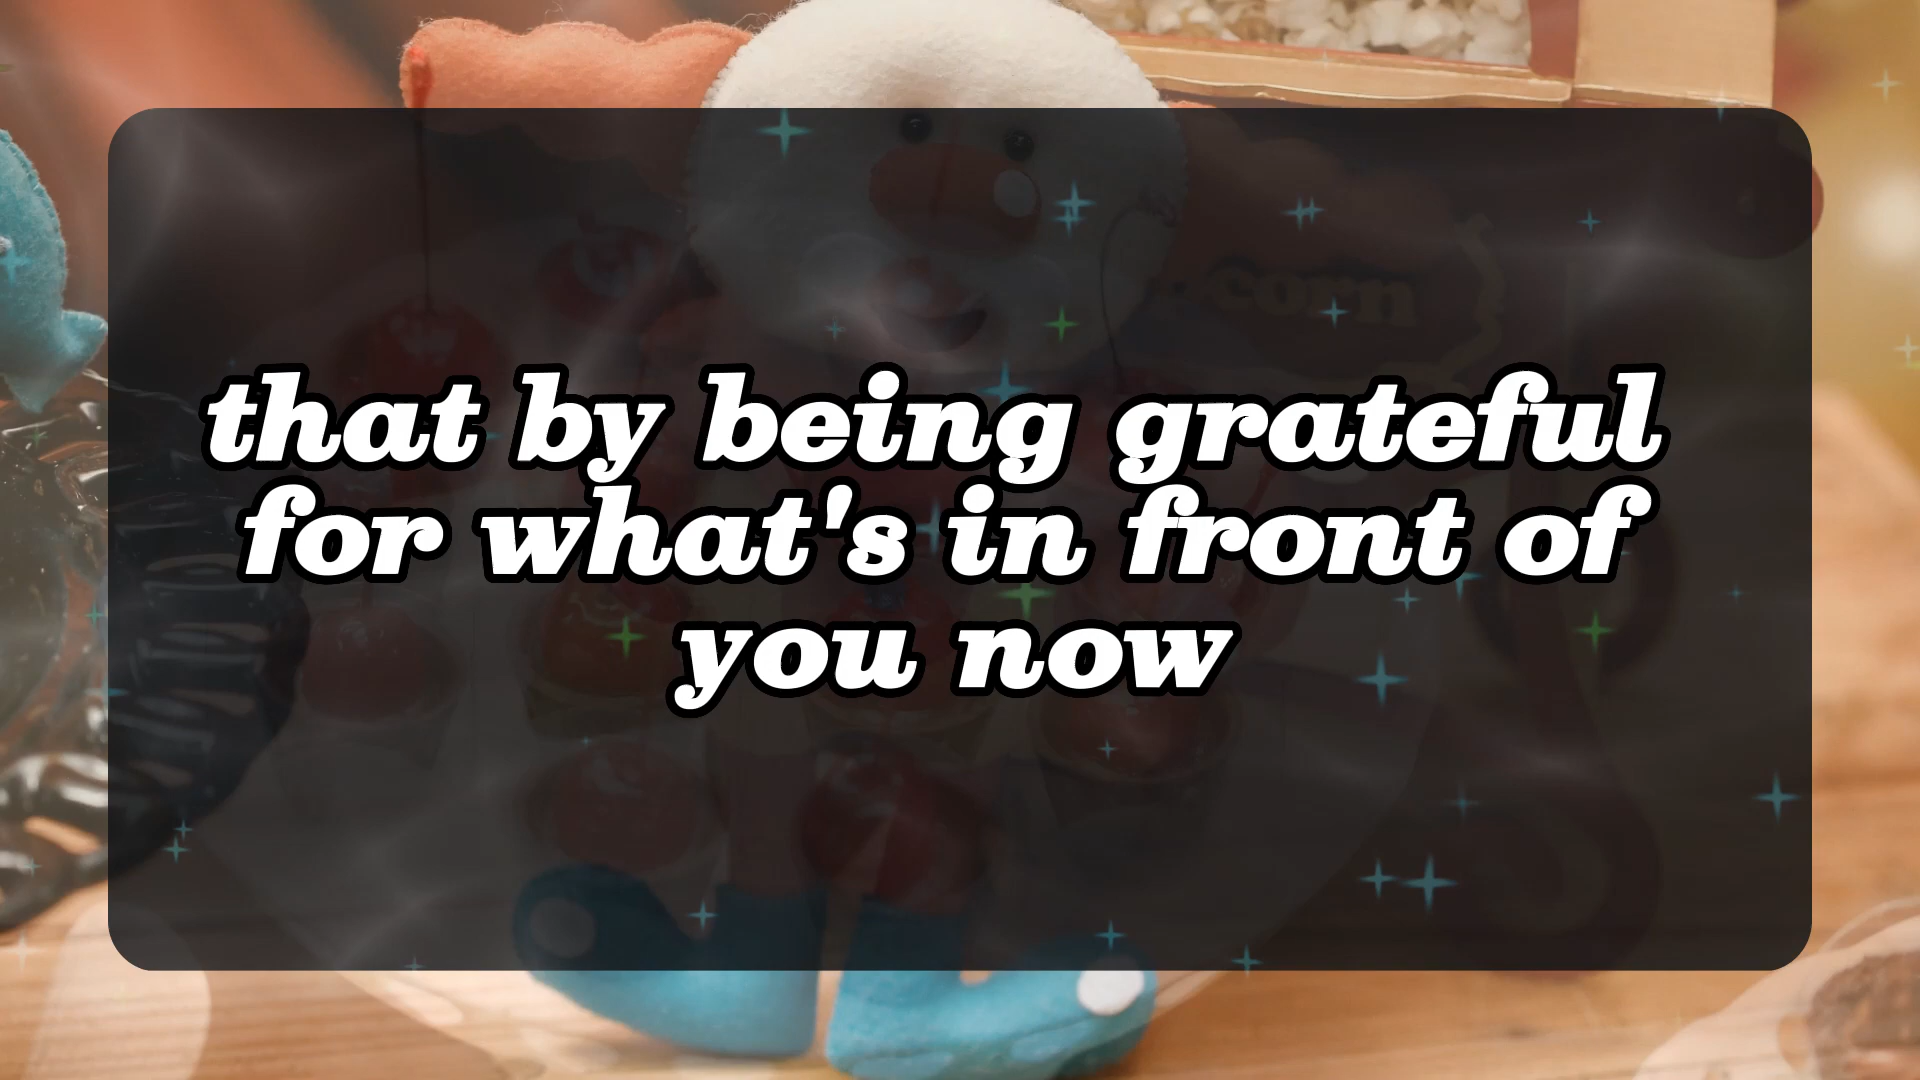 that by being grateful
for what's in front of
you now